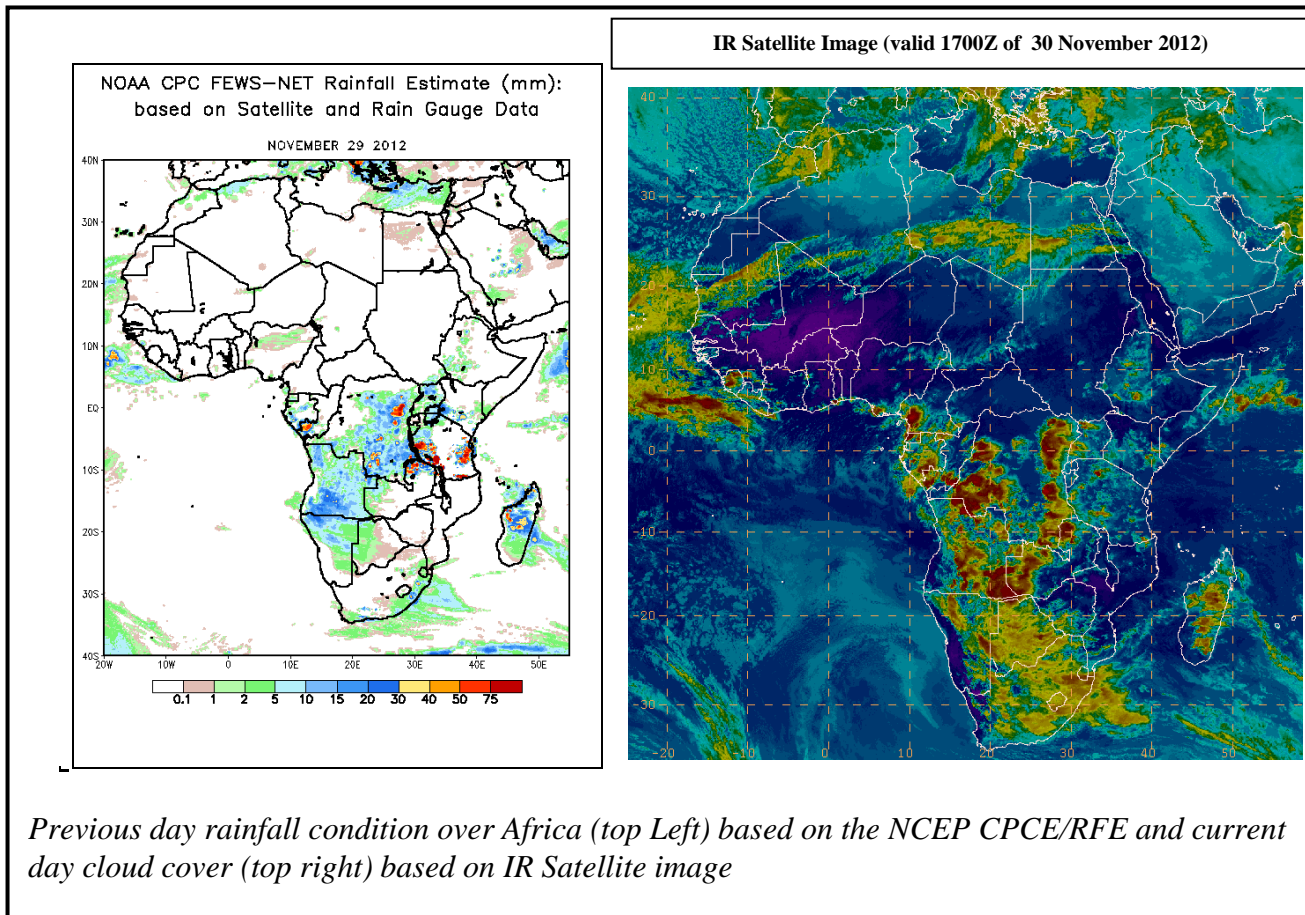 IR Satellite Image (valid 1700Z of 30 November 2012)
NOAA CPC FEWS-NET Rainfall Estimate (mm):
based on Satellite and Rain Gauge Data
NOVEMBER 29 2012
40N
30N
20N
10N
EQ
10S
20S
30S
40S
20W 10W 0 10E 20E 30E 40E 50E
0.1 1 2 5 10 15 20 30 40 50 75
40
30
20
10
0
-10
-20
-30
-20 -10 0 10 20 30 40 50
Previous day rainfall condition over Africa (top Left) based on the NCEP CPCE/RFE and current
day cloud cover (top right) based on IR Satellite image